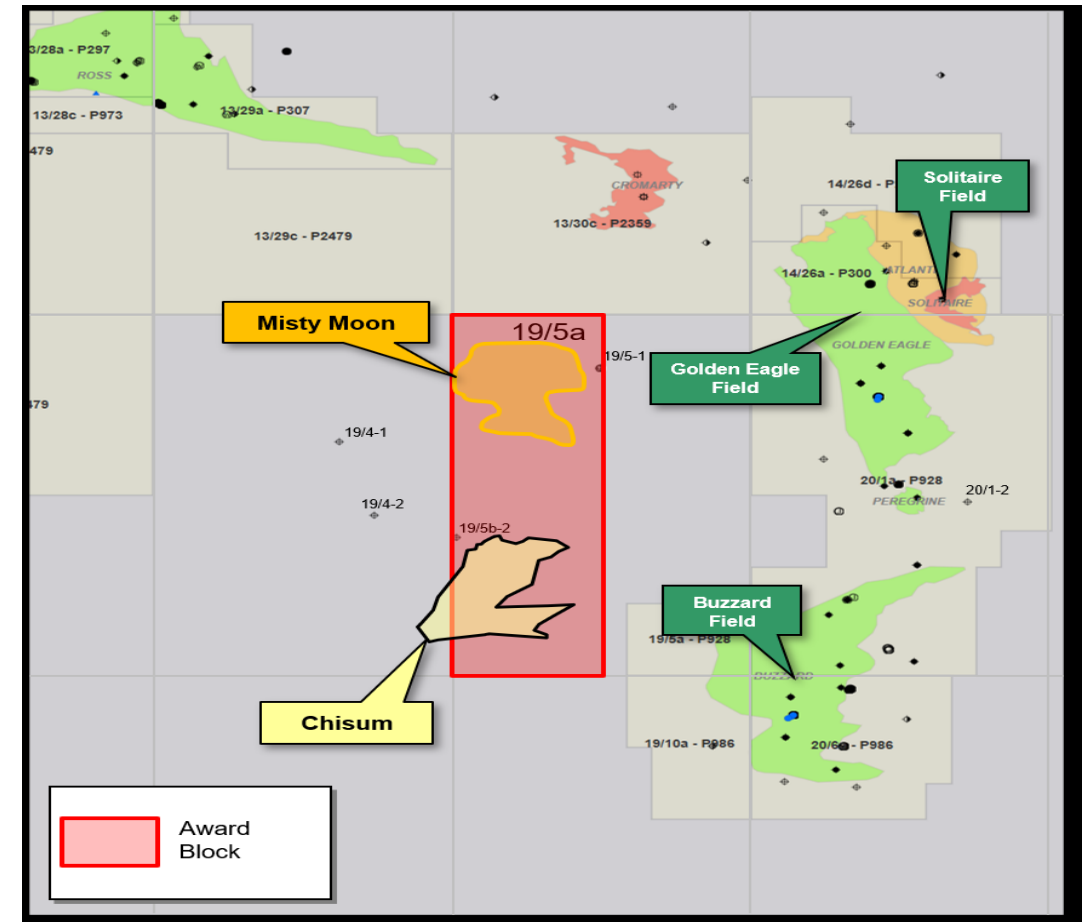 3/28a - P297
ROSS
13/28c - P973
13/29a - P307
479
CROMARTY
14/26d - P
Solitaire
Field
13/29c - P2479
13/30c - P2359
14/26a - P300
ATLANT
SOLITAIRE
Misty Moon
19/5a
GOLDEN EAGLE
19/5-1
Golden Eagle
Field
479
19/4-1
20/1a - P928
20/1-2
PEREGRINE
19/4-2
19/5b-2
Buzzard
Field
19/5a - P928
BUZZARD
Chisum
19/10a - P986
20/6a - P986
Award
Block